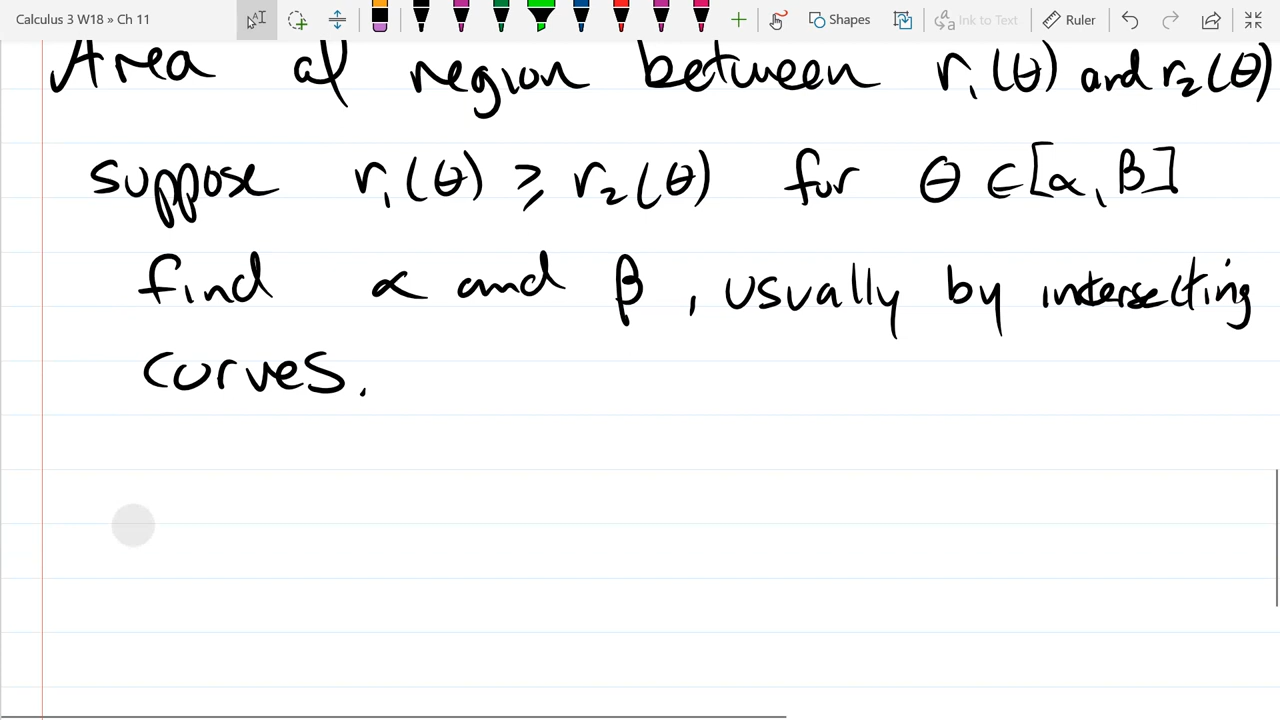 Calculus 3 W18 » Ch 11
Shapes
Ink to Text
Ruler
Area of region between r₁(θ) and r₂(θ)
suppose r₁(θ) ⩾ r₂(θ) for θ ∈ [α, β]
find α and β, usually by intersecting
curves.